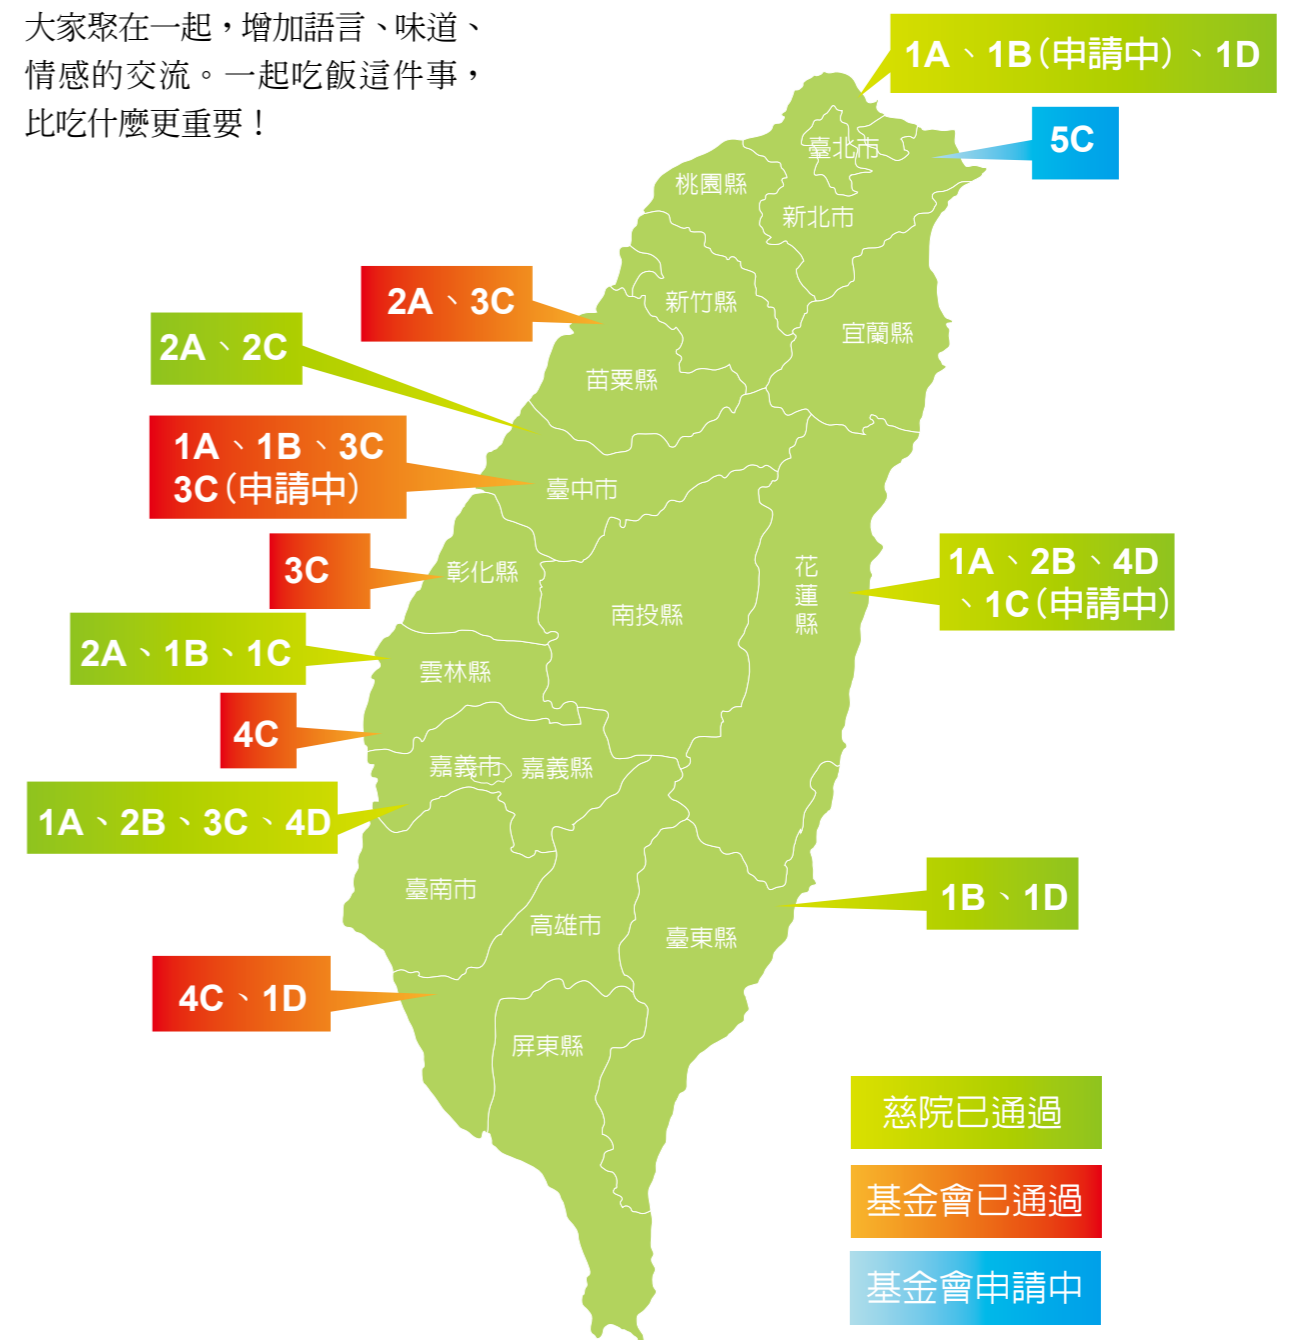 大家聚在一起，增加語言、味道、
情感的交流。一起吃飯這件事，
比吃什麼更重要！
1A、1B（申請中）、1D
5C
臺北市
桃園縣
新北市
2A、3C
新竹縣
2A、2C
宜蘭縣
苗栗縣
1A、1B、3C
3C（申請中）
臺中市
3C
彰化縣
花蓮縣
1A、2B、4D
、1C（申請中）
南投縣
2A、1B、1C
雲林縣
4C
嘉義市
嘉義縣
1A、2B、3C、4D
臺南市
1B、1D
高雄市
臺東縣
4C、1D
屏東縣
慈院已通過
基金會已通過
基金會申請中